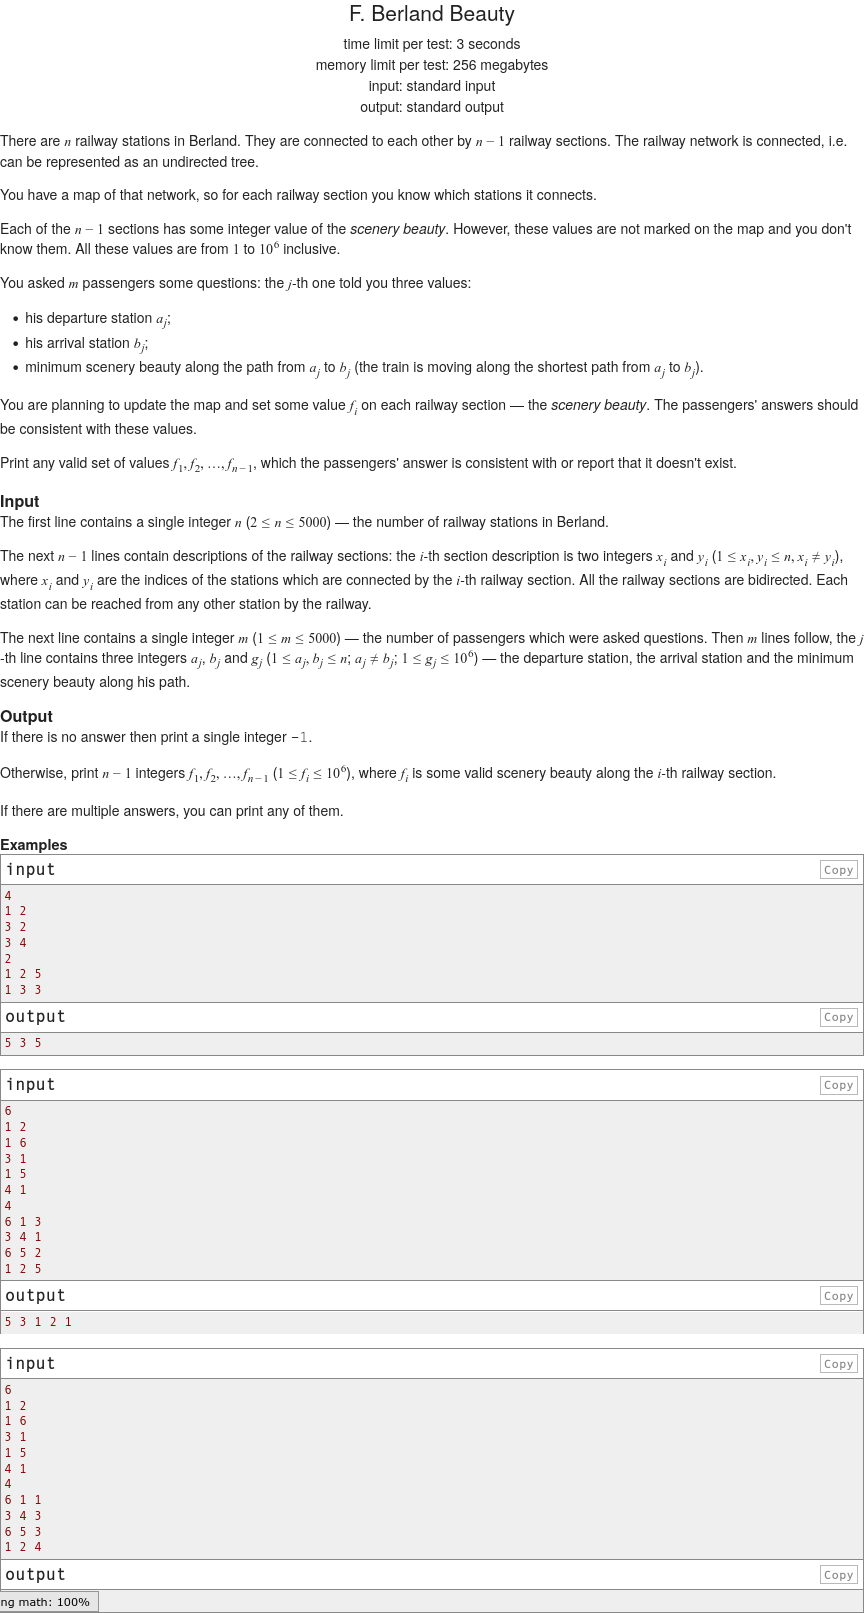 F. Berland Beauty
time limit per test: 3 seconds
memory limit per test: 256 megabytes
input: standard input
output: standard output
There are n railway stations in Berland. They are connected to each other by n − 1 railway sections. The railway network is connected, i.e.
can be represented as an undirected tree.
You have a map of that network, so for each railway section you know which stations it connects.
Each of the n − 1 sections has some integer value of the scenery beauty. However, these values are not marked on the map and you don't
know them. All these values are from 1 to 10^6 inclusive.
You asked m passengers some questions: the j-th one told you three values:
• his departure station a_j;
• his arrival station b_j;
• minimum scenery beauty along the path from a_j to b_j (the train is moving along the shortest path from a_j to b_j).
You are planning to update the map and set some value f_i on each railway section — the scenery beauty. The passengers' answers should
be consistent with these values.
Print any valid set of values f_1, f_2, …, f_{n−1}, which the passengers' answer is consistent with or report that it doesn't exist.
Input
The first line contains a single integer n (2 ≤ n ≤ 5000) — the number of railway stations in Berland.
The next n − 1 lines contain descriptions of the railway sections: the i-th section description is two integers x_i and y_i (1 ≤ x_i, y_i ≤ n, x_i ≠ y_i),
where x_i and y_i are the indices of the stations which are connected by the i-th railway section. All the railway sections are bidirected. Each
station can be reached from any other station by the railway.
The next line contains a single integer m (1 ≤ m ≤ 5000) — the number of passengers which were asked questions. Then m lines follow, the j
-th line contains three integers a_j, b_j and g_j (1 ≤ a_j, b_j ≤ n; a_j ≠ b_j; 1 ≤ g_j ≤ 10^6) — the departure station, the arrival station and the minimum
scenery beauty along his path.
Output
If there is no answer then print a single integer −1.
Otherwise, print n − 1 integers f_1, f_2, …, f_{n−1} (1 ≤ f_i ≤ 10^6), where f_i is some valid scenery beauty along the i-th railway section.
If there are multiple answers, you can print any of them.
Examples
input Copy
4
1 2
3 2
3 4
2
1 2 5
1 3 3
output Copy
5 3 5
input Copy
6
1 2
1 6
3 1
1 5
4 1
4
6 1 3
3 4 1
6 5 2
1 2 5
output Copy
5 3 1 2 1
input Copy
6
1 2
1 6
3 1
1 5
4 1
4
6 1 1
3 4 3
6 5 3
1 2 4
output Copy
ng math: 100%